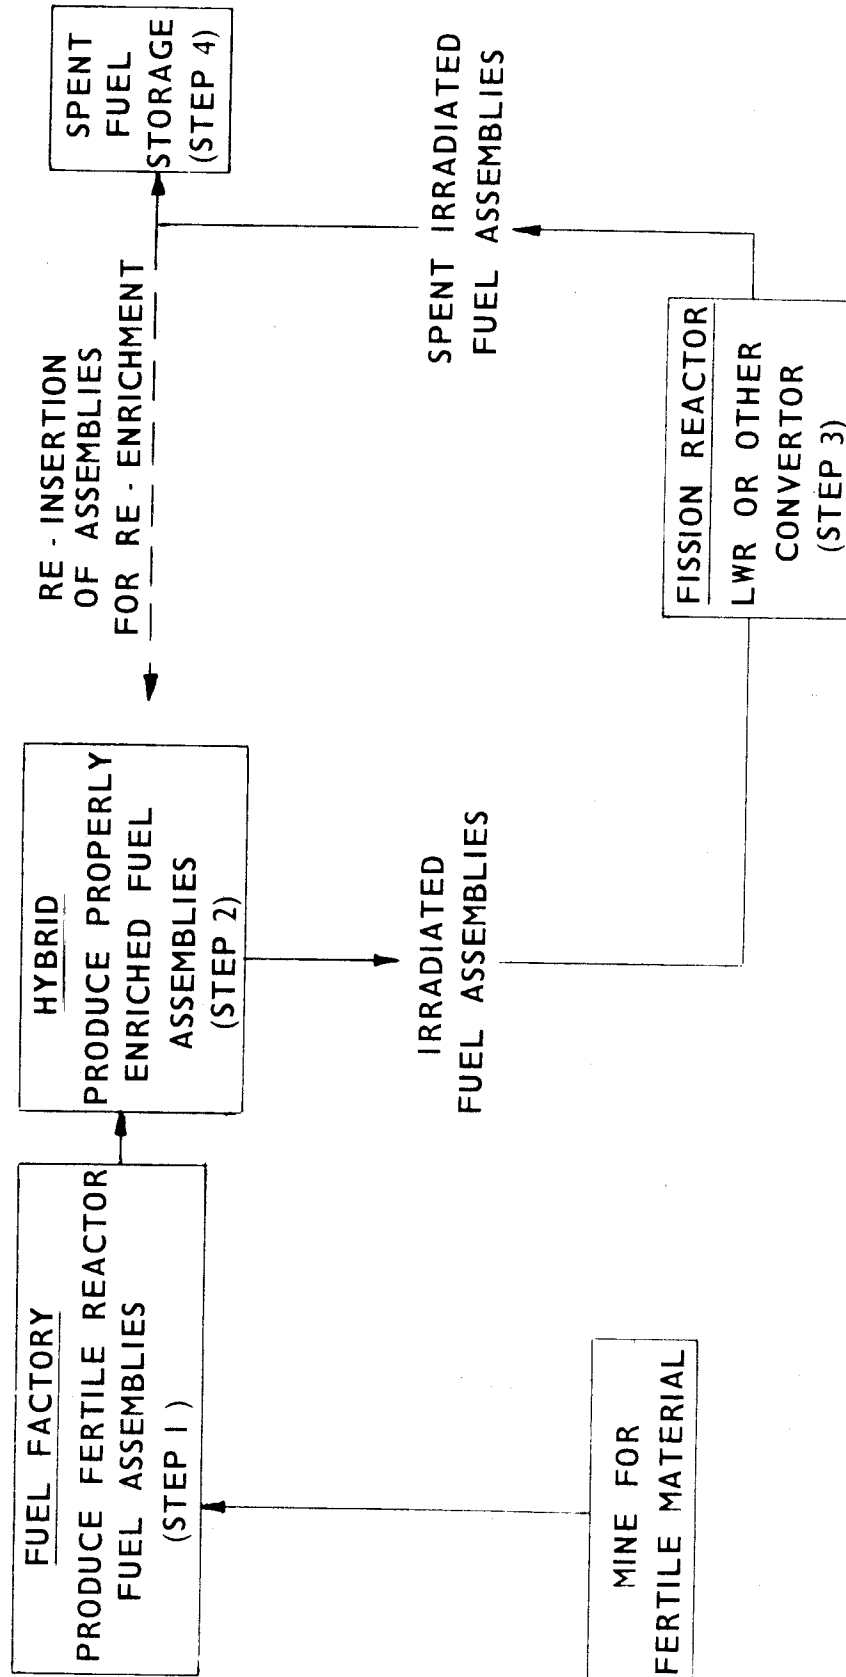 FUEL FACTORY
PRODUCE FERTILE REACTOR
FUEL ASSEMBLIES
(STEP 1)
HYBRID
PRODUCE PROPERLY
ENRICHED FUEL
ASSEMBLIES
(STEP 2)
RE - INSERTION
OF ASSEMBLIES
FOR RE - ENRICHMENT
SPENT
FUEL
STORAGE
(STEP 4)
IRRADIATED
FUEL ASSEMBLIES
SPENT IRRADIATED
FUEL ASSEMBLIES
MINE FOR
FERTILE MATERIAL
FISSION REACTOR
LWR OR OTHER
CONVERTOR
(STEP 3)